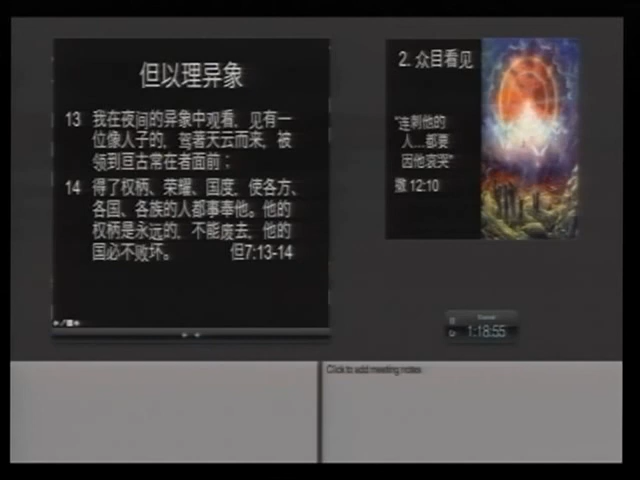 但以理异象
13 我在夜间的异象中观看，见有一
位像人子的，驾著天云而来，被
领到亘古常在者面前；
14 得了权柄、荣耀、国度，使各方、
各国、各族的人都事奉他。他的
权柄是永远的，不能废去，他的
国必不败坏。 但7:13-14
2. 众目看见
“连刺他的
人...都要
因他哀哭”
撒 12:10
1:18:55
Click to add meeting notes